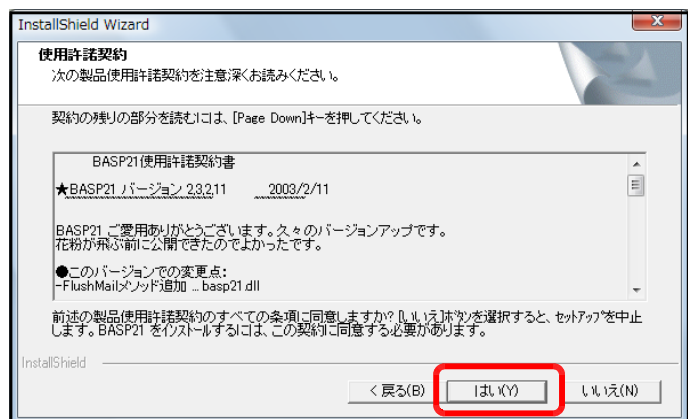 InstallShield Wizard
使用許諾契約
次の製品使用許諾契約を注意深くお読みください。
契約の残りの部分を読むには、[Page Down]キーを押してください。
BASP21使用許諾契約書
★BASP21 バージョン 2,3,2,11 2003/2/11
BASP21 ご愛用ありがとうございます。久々のバージョンアップです。
花粉が飛ぶ前に公開できたのでよかったです。
●このバージョンでの変更点:
-FlushMailメソッド追加 ... basp21.dll
前述の製品使用許諾契約のすべての条項に同意しますか?[いいえ]ボタンを選択すると、セットアップを中止
します。BASP21 をインストールするには、この契約に同意する必要があります。
InstallShield
< 戻る(B)
はい(Y)
いいえ(N)